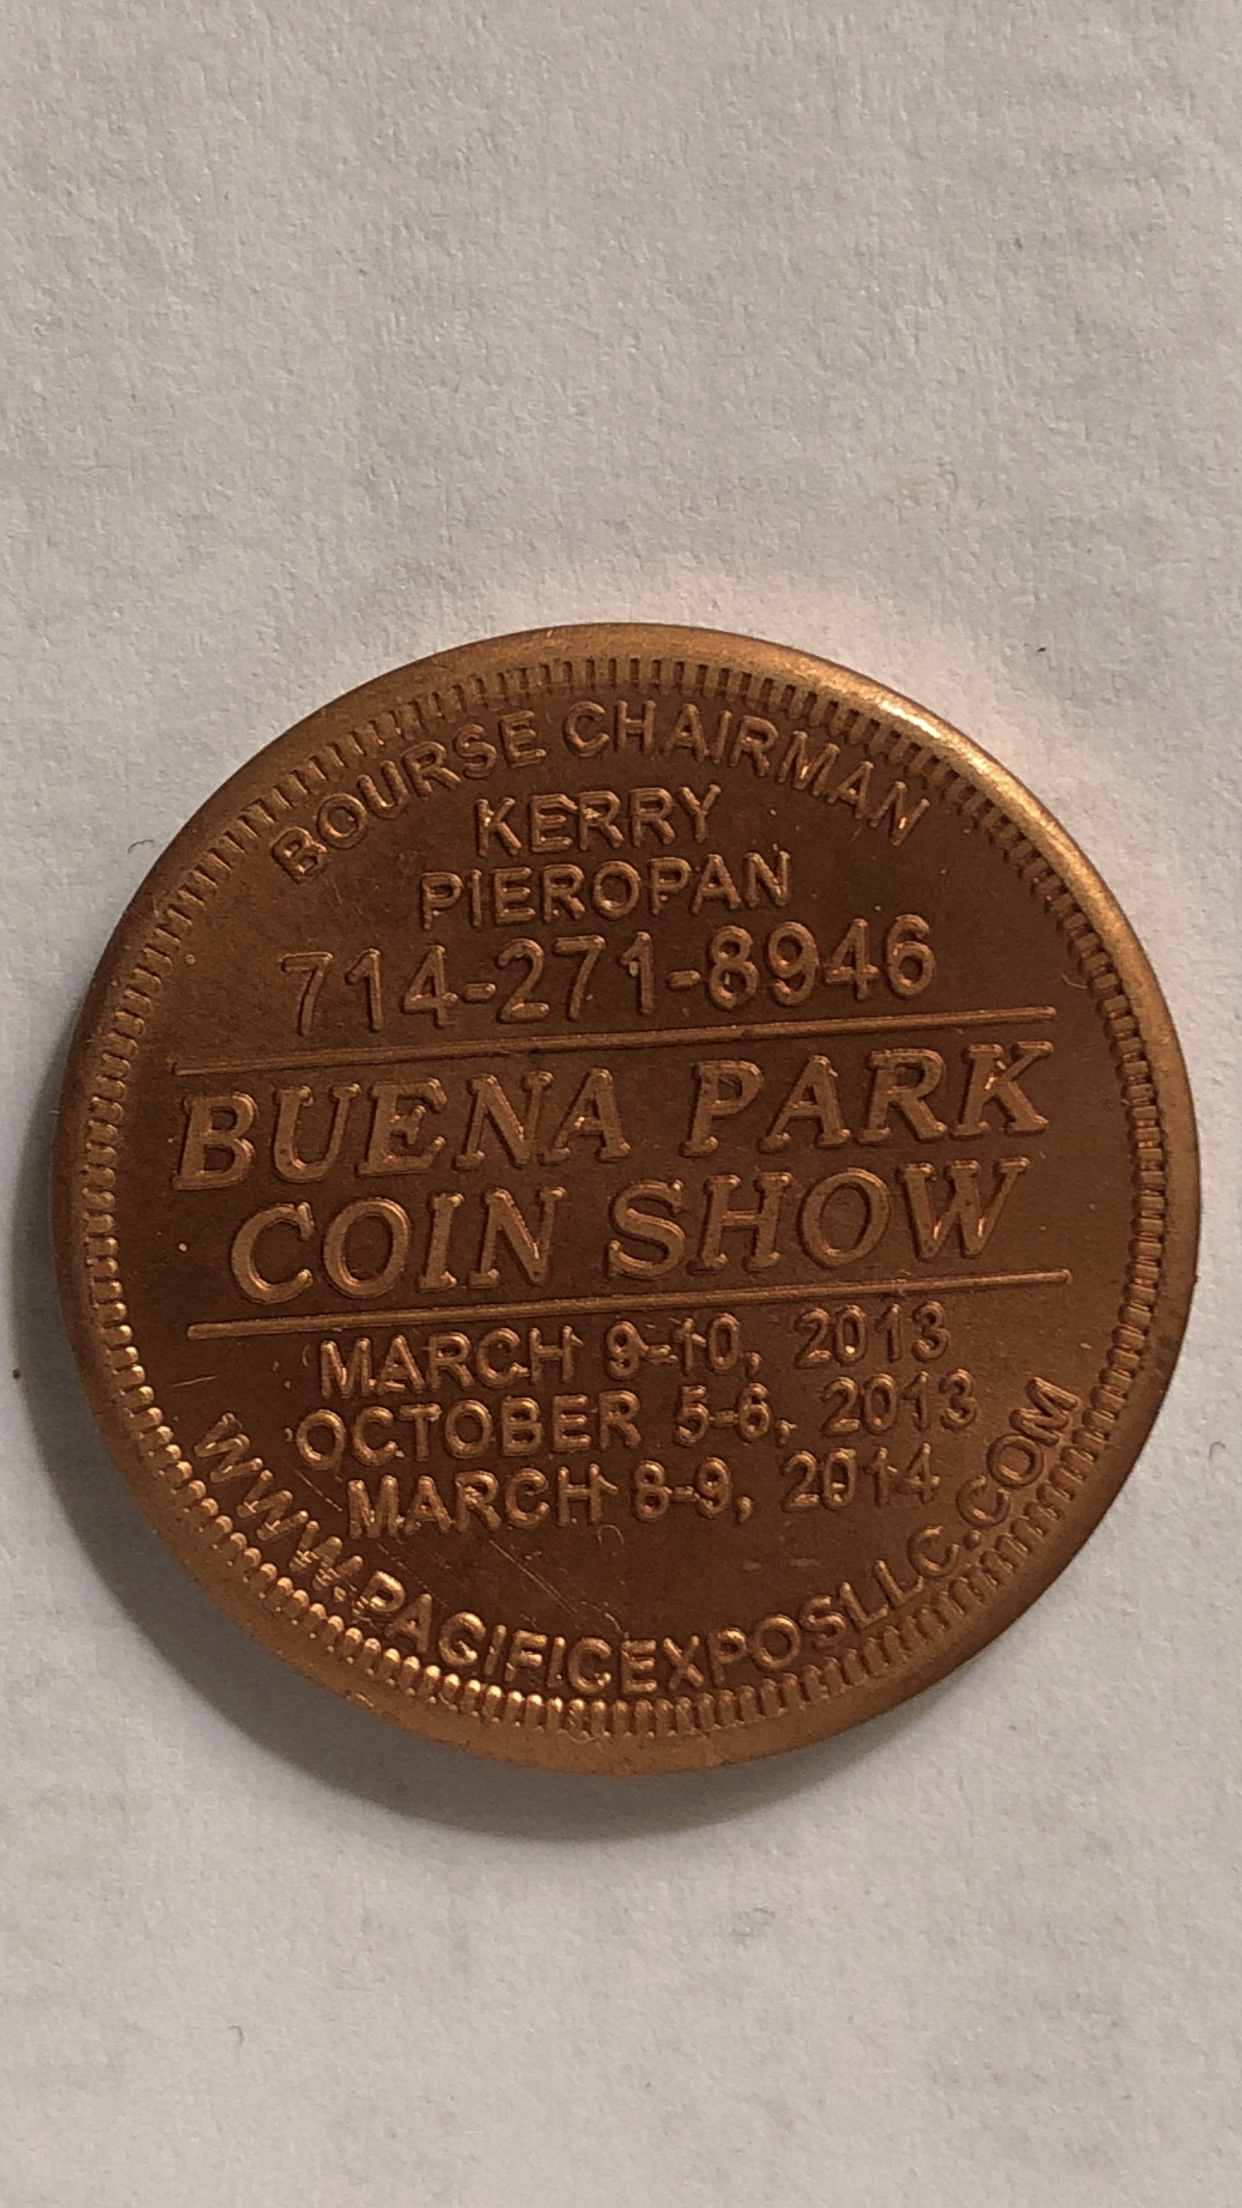 BOURSE CHAIRMAN
KERRY
PIEROPAN
714-271-8946
BUENA PARK
COIN SHOW
MARCH 9-10, 2013
OCTOBER 5-6, 2013
MARCH 8-9, 2014
WWW.PACIFICEXPOSLLC.COM